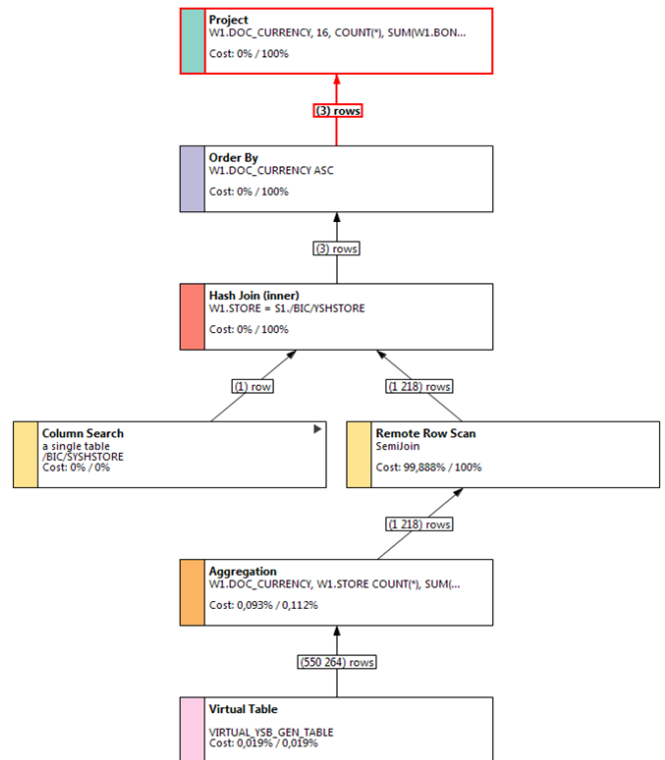 Project
W1.DOC_CURRENCY, 16, COUNT(*), SUM(W1.BON...
Cost: 0% / 100%
(3) rows
Order By
W1.DOC_CURRENCY ASC
Cost: 0% / 100%
(3) rows
Hash Join (inner)
W1.STORE = S1./BIC/YSHSTORE
Cost: 0% / 100%
(1) row
(1 218) rows
Column Search
a single table
/BIC/SYSHSTORE
Cost: 0% / 0%
Remote Row Scan
SemiJoin
Cost: 99,888% / 100%
(1 218) rows
Aggregation
W1.DOC_CURRENCY, W1.STORE COUNT(*), SUM(...
Cost: 0,093% / 0,112%
(550 264) rows
Virtual Table
VIRTUAL_YSB_GEN_TABLE
Cost: 0,019% / 0,019%